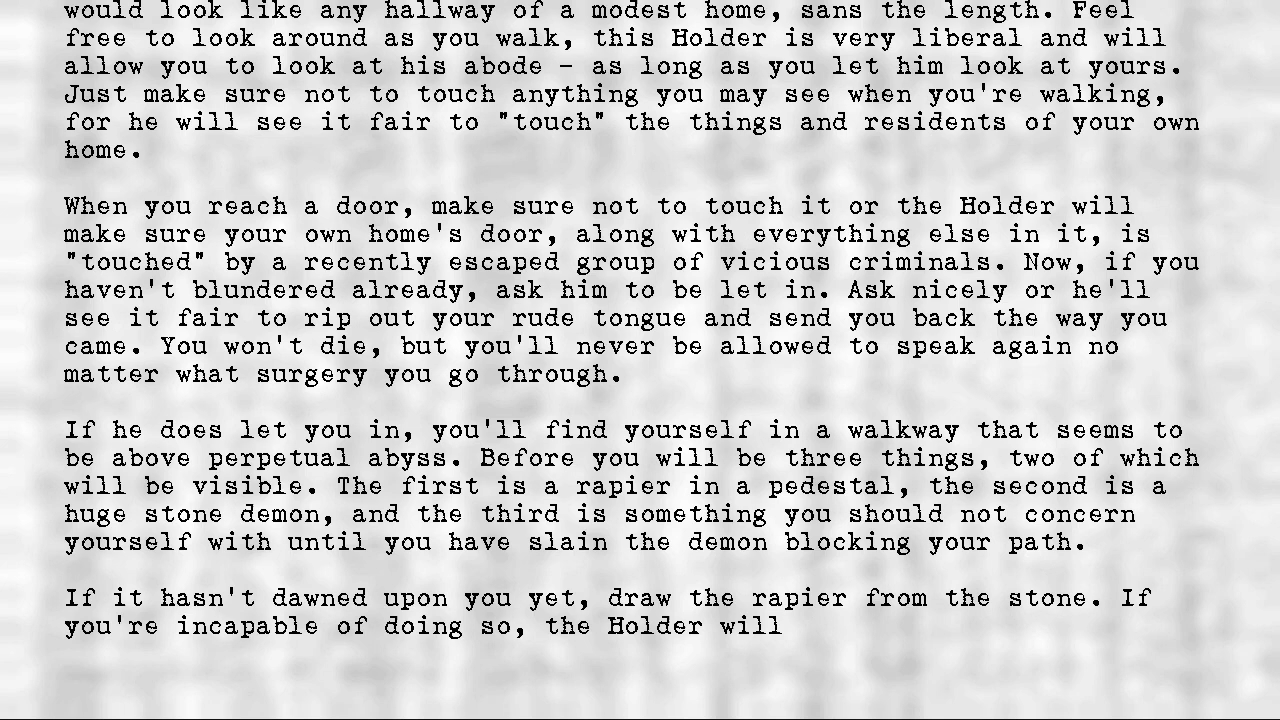 would look like any hallway of a modest home, sans the length. Feel
free to look around as you walk, this Holder is very liberal and will
allow you to look at his abode - as long as you let him look at yours.
Just make sure not to touch anything you may see when you're walking,
for he will see it fair to "touch" the things and residents of your own
home.
When you reach a door, make sure not to touch it or the Holder will
make sure your own home's door, along with everything else in it, is
"touched" by a recently escaped group of vicious criminals. Now, if you
haven't blundered already, ask him to be let in. Ask nicely or he'll
see it fair to rip out your rude tongue and send you back the way you
came. You won't die, but you'll never be allowed to speak again no
matter what surgery you go through.
If he does let you in, you'll find yourself in a walkway that seems to
be above perpetual abyss. Before you will be three things, two of which
will be visible. The first is a rapier in a pedestal, the second is a
huge stone demon, and the third is something you should not concern
yourself with until you have slain the demon blocking your path.
If it hasn't dawned upon you yet, draw the rapier from the stone. If
you're incapable of doing so, the Holder will